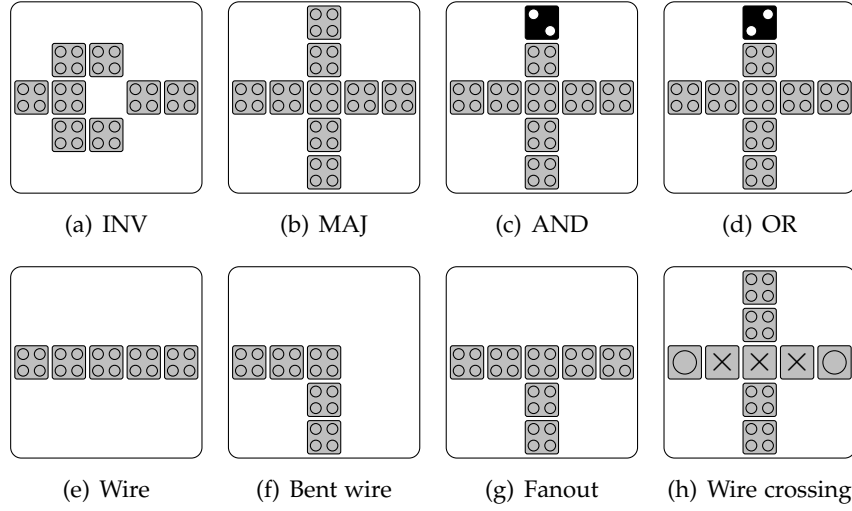 (a) INV (b) MAJ (c) AND (d) OR
(e) Wire (f) Bent wire (g) Fanout (h) Wire crossing